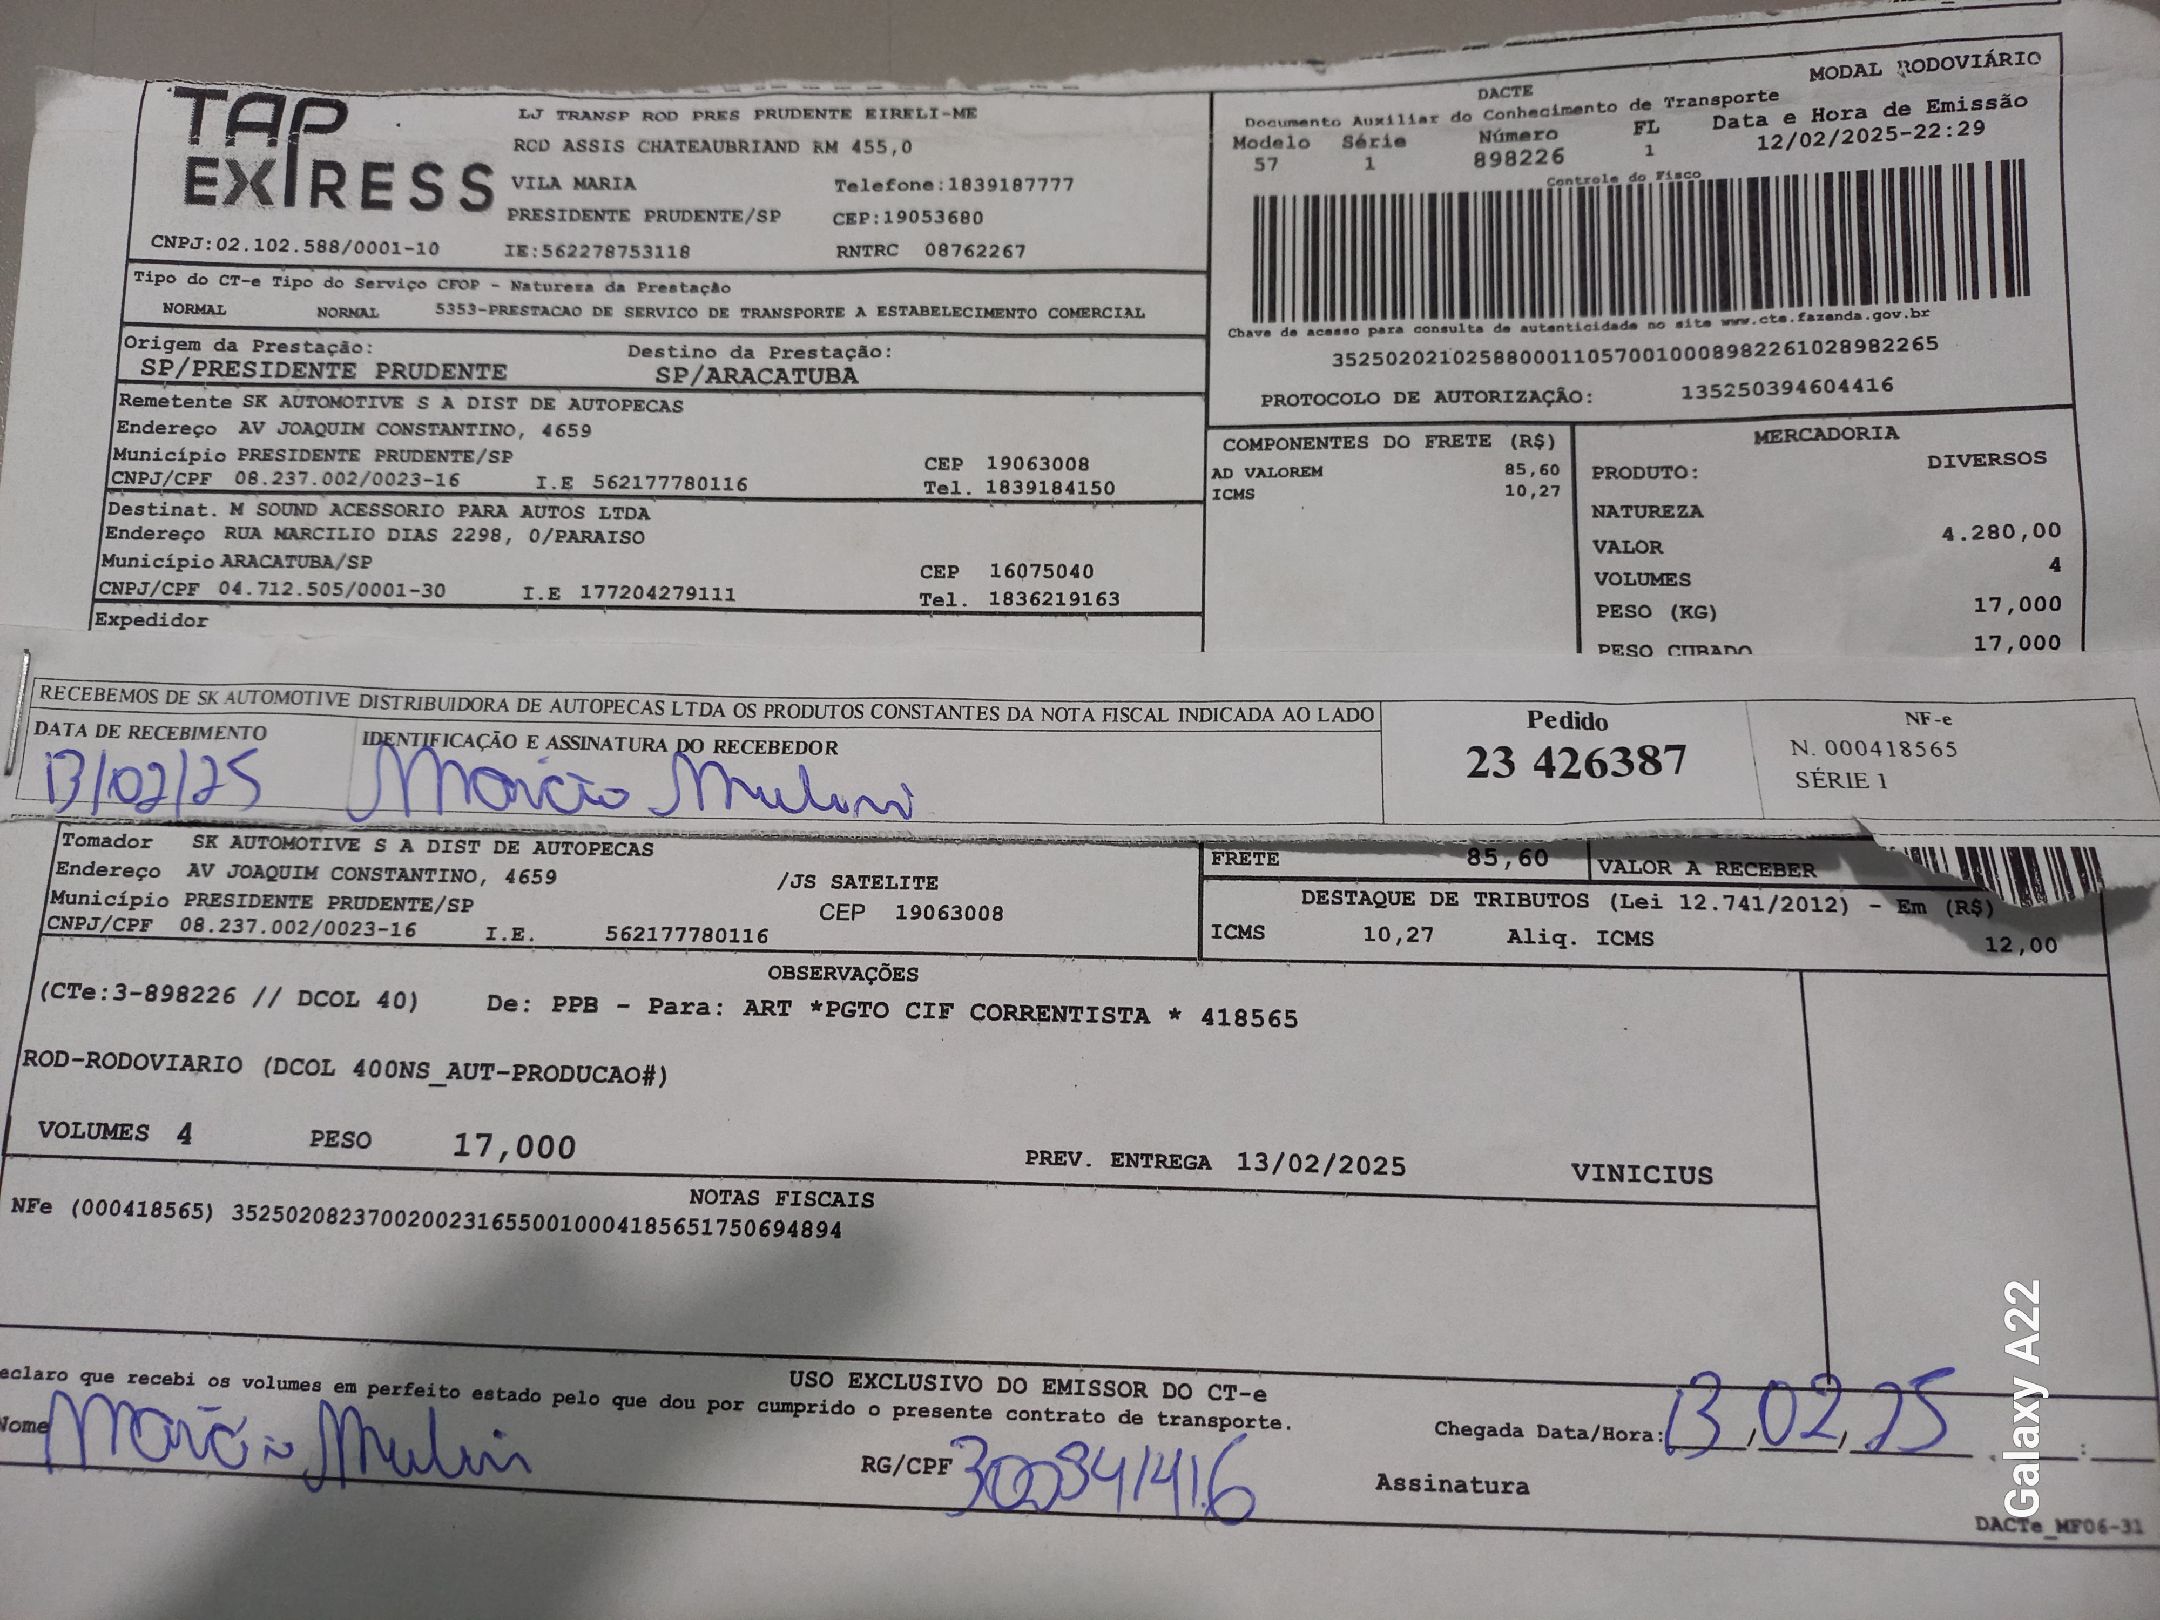 TAP EXPRESS
LJ TRANSP ROD PRES PRUDENTE EIRELI-ME
ROD ASSIS CHATEAUBRIAND KM 455,0
VILA MARIA Telefone:1839187777
PRESIDENTE PRUDENTE/SP CEP:19053680
CNPJ:02.102.588/0001-10 IE:562278753118 RNTRC 08762267
MODAL RODOVIÁRIO
DACTE
Documento Auxiliar do Conhecimento de Transporte
Modelo Série Número FL Data e Hora de Emissão
57 1 898226 1 12/02/2025-22:29
Controle do Fisco
Chave de acesso para consulta de autenticidade no site www.cte.fazenda.gov.br
35250202102588000110570010008982261028982265
PROTOCOLO DE AUTORIZAÇÃO: 135250394604416
Tipo do CT-e Tipo do Serviço CFOP - Natureza da Prestação
NORMAL NORMAL 5353-PRESTACAO DE SERVICO DE TRANSPORTE A ESTABELECIMENTO COMERCIAL
Origem da Prestação: Destino da Prestação:
SP/PRESIDENTE PRUDENTE SP/ARACATUBA
Remetente SK AUTOMOTIVE S A DIST DE AUTOPECAS
Endereço AV JOAQUIM CONSTANTINO, 4659
Município PRESIDENTE PRUDENTE/SP CEP 19063008
CNPJ/CPF 08.237.002/0023-16 I.E 562177780116 Tel. 1839184150
Destinat. M SOUND ACESSORIO PARA AUTOS LTDA
Endereço RUA MARCILIO DIAS 2298, 0/PARAISO
Município ARACATUBA/SP CEP 16075040
CNPJ/CPF 04.712.505/0001-30 I.E 177204279111 Tel. 1836219163
Expedidor
COMPONENTES DO FRETE (R$)
AD VALOREM 85,60
ICMS 10,27
MERCADORIA
PRODUTO: DIVERSOS
NATUREZA
VALOR 4.280,00
VOLUMES 4
PESO (KG) 17,000
PESO CUBADO 17,000
RECEBEMOS DE SK AUTOMOTIVE DISTRIBUIDORA DE AUTOPECAS LTDA OS PRODUTOS CONSTANTES DA NOTA FISCAL INDICADA AO LADO
DATA DE RECEBIMENTO IDENTIFICAÇÃO E ASSINATURA DO RECEBEDOR
13/02/25
Pedido
23 426387
NF-e
N. 000418565
SÉRIE 1
Tomador SK AUTOMOTIVE S A DIST DE AUTOPECAS
Endereço AV JOAQUIM CONSTANTINO, 4659 /JS SATELITE
Município PRESIDENTE PRUDENTE/SP CEP 19063008
CNPJ/CPF 08.237.002/0023-16 I.E. 562177780116
FRETE 85,60 VALOR A RECEBER
DESTAQUE DE TRIBUTOS (Lei 12.741/2012) - Em (R$)
ICMS 10,27 Aliq. ICMS 12,00
OBSERVAÇÕES
(CTe:3-898226 // DCOL 40) De: PPB - Para: ART *PGTO CIF CORRENTISTA * 418565
ROD-RODOVIARIO (DCOL 400NS_AUT-PRODUCAO#)
VOLUMES 4 PESO 17,000 PREV. ENTREGA 13/02/2025 VINICIUS
NOTAS FISCAIS
NFe (000418565) 35250208237002002316550010004185651750694894
USO EXCLUSIVO DO EMISSOR DO CT-e
eclaro que recebi os volumes em perfeito estado pelo que dou por cumprido o presente contrato de transporte.
Nome RG/CPF Chegada Data/Hora: 13,02,25 :
Assinatura
DACTe_MF06-31
Galaxy A22